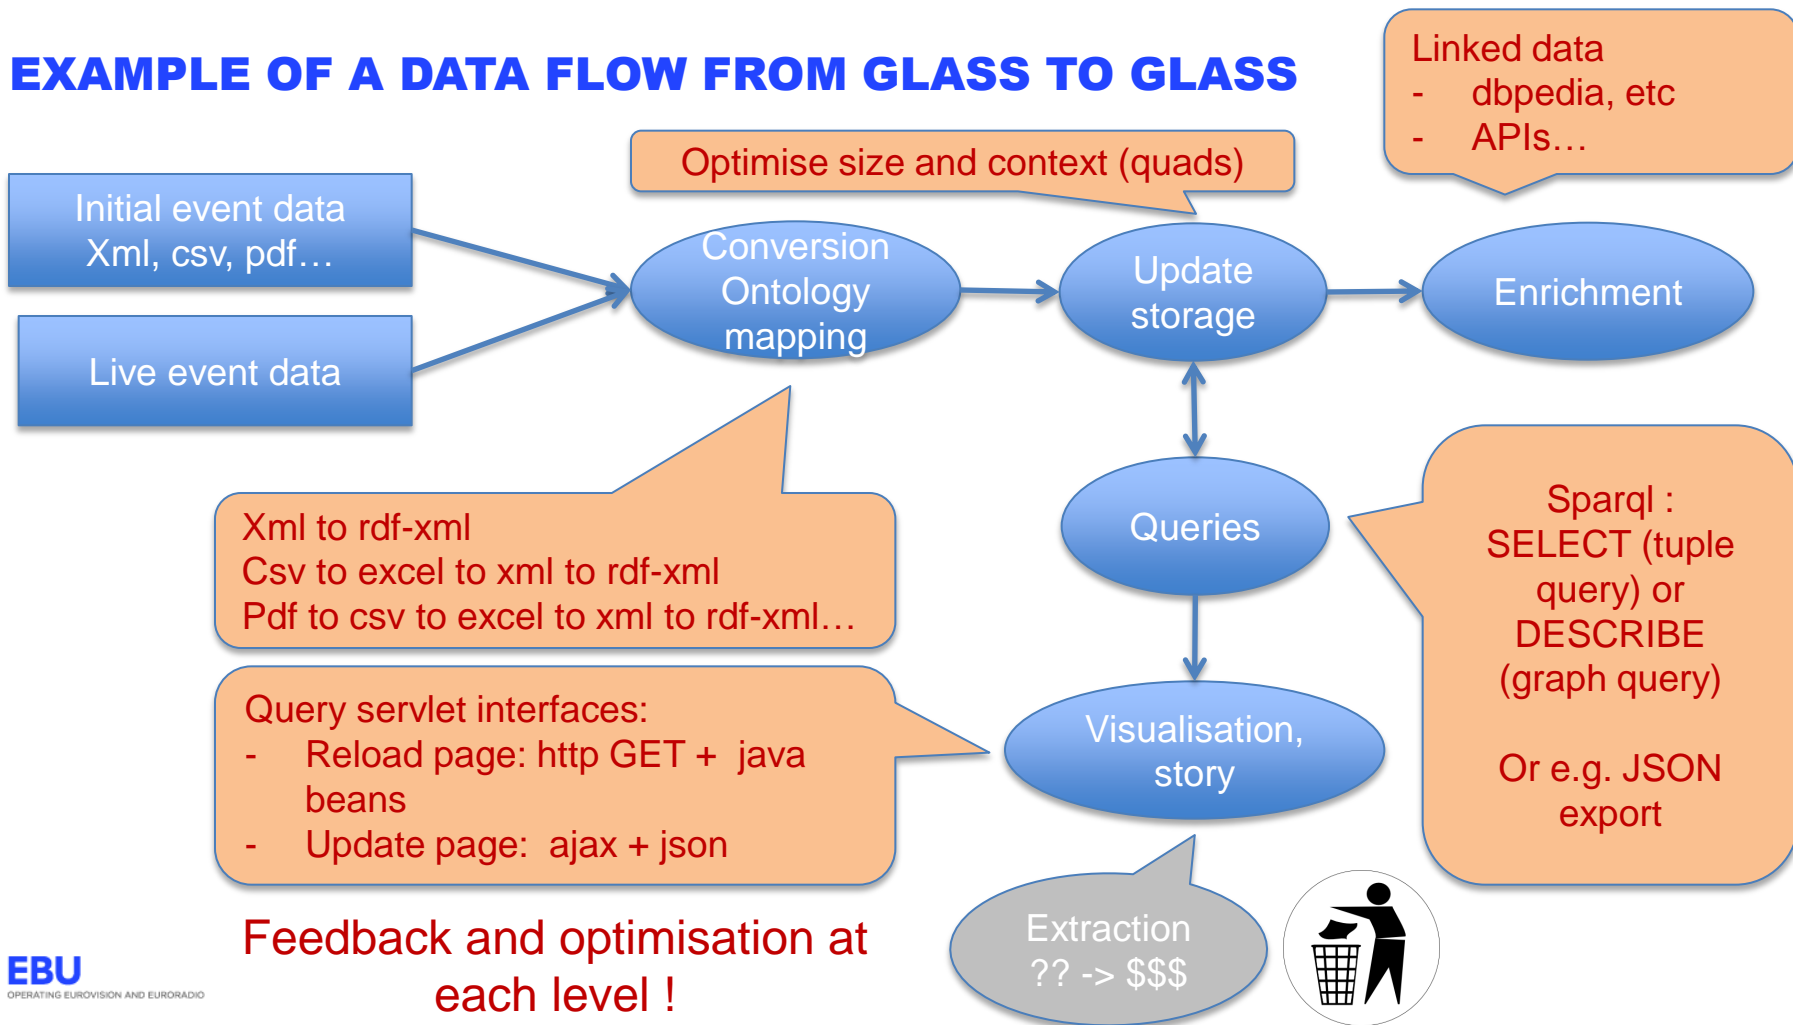 EXAMPLE OF A DATA FLOW FROM GLASS TO GLASS
Linked data
- dbpedia, etc
- APIs…
Optimise size and context (quads)
Initial event data
Xml, csv, pdf…
Live event data
Conversion
Ontology
mapping
Update
storage
Enrichment
Xml to rdf-xml
Csv to excel to xml to rdf-xml
Pdf to csv to excel to xml to rdf-xml…
Queries
Sparql :
SELECT (tuple
query) or
DESCRIBE
(graph query)
Or e.g. JSON
export
Query servlet interfaces:
- Reload page: http GET + java
beans
- Update page: ajax + json
Visualisation,
story
Extraction
?? -> $$$
Feedback and optimisation at
each level !
EBU
OPERATING EUROVISION AND EURORADIO